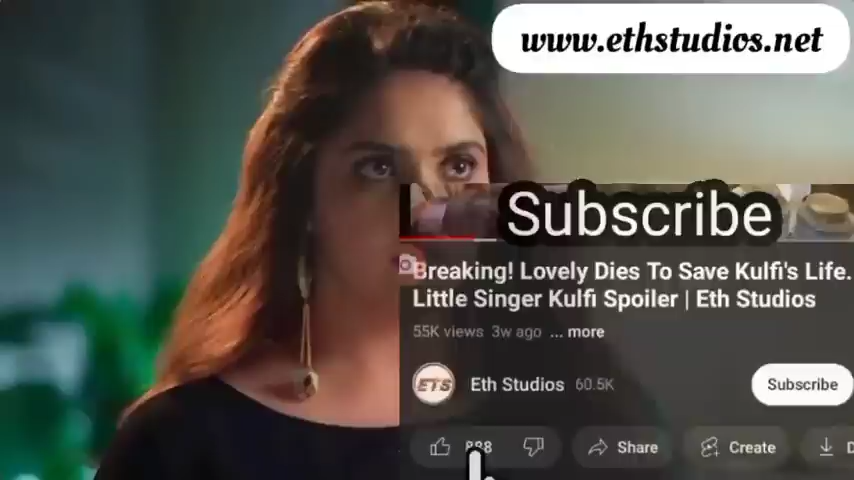 www.ethstudios.net
Subscribe
Breaking! Lovely Dies To Save Kulfi's Life.
Little Singer Kulfi Spoiler | Eth Studios
55K views 3w ago ... more
ETS Eth Studios 60.5K Subscribe
888 Share Create D